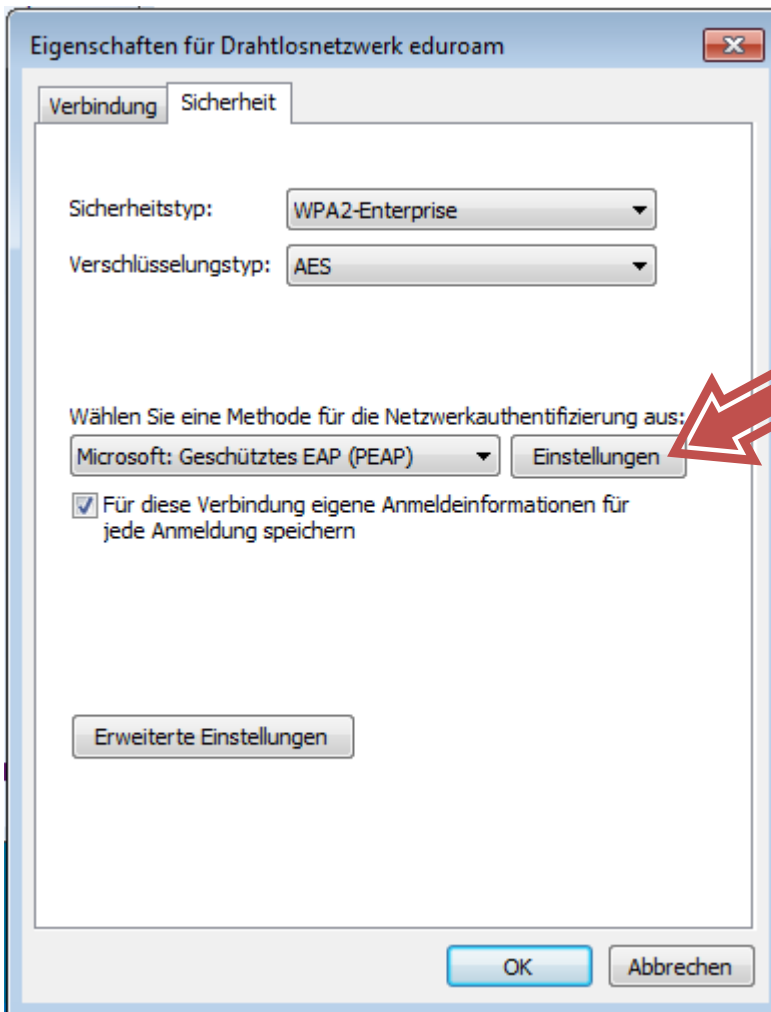 Eigenschaften für Drahtlosnetzwerk eduroam
Verbindung Sicherheit
Sicherheitstyp: WPA2-Enterprise
Verschlüsselungstyp: AES
Wählen Sie eine Methode für die Netzwerkauthentifizierung aus:
Microsoft: Geschütztes EAP (PEAP) Einstellungen
Für diese Verbindung eigene Anmeldeinformationen für
jede Anmeldung speichern
Erweiterte Einstellungen
OK Abbrechen